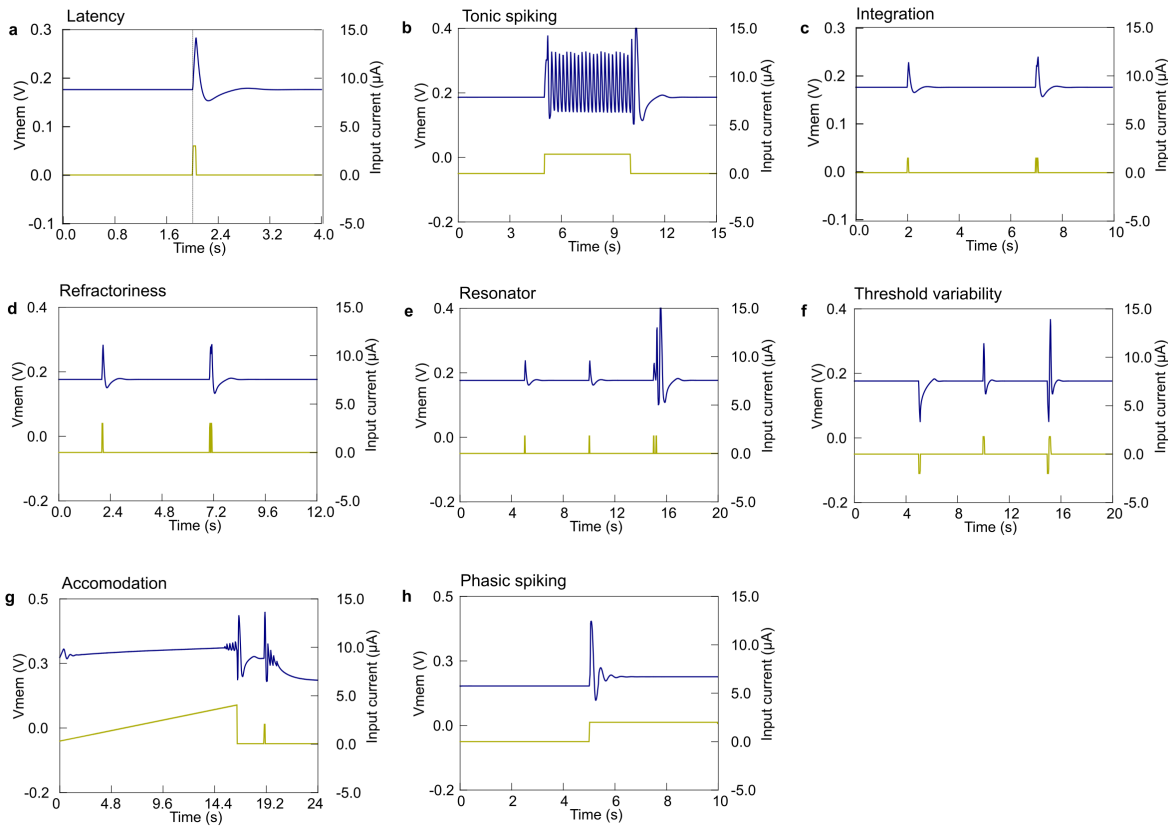 Latency
a
0.3
0.2
0.1
0.0
-0.1
Vmem (V)
15.0
10.0
5.0
0.0
-5.0
Input current (µA)
0.0 0.8 1.6 2.4 3.2 4.0
Time (s)
Tonic spiking
b
0.4
0.2
0.0
-0.2
Vmem (V)
15.0
10.0
5.0
0.0
-5.0
Input current (µA)
0 3 6 9 12 15
Time (s)
Integration
c
0.3
0.2
0.1
0.0
-0.1
Vmem (V)
15.0
10.0
5.0
0.0
-5.0
Input current (µA)
0.0 2 4 6 8 10
Time (s)
Refractoriness
d
0.4
0.2
0.0
-0.2
Vmem (V)
15.0
10.0
5.0
0.0
-5.0
Input current (µA)
0.0 2.4 4.8 7.2 9.6 12.0
Time (s)
Resonator
e
0.4
0.2
0.0
-0.2
Vmem (V)
15.0
10.0
5.0
0.0
-5.0
Input current (µA)
0 4 8 12 16 20
Time (s)
Threshold variability
f
0.4
0.2
0.0
-0.2
Vmem (V)
15.0
10.0
5.0
0.0
-5.0
Input current (µA)
0 4 8 12 16 20
Time (s)
Accomodation
g
0.5
0.3
0.0
-0.2
Vmem (V)
15.0
10.0
5.0
0.0
-5.0
Input current (µA)
0 4.8 9.6 14.4 19.2 24
Time (s)
Phasic spiking
h
0.5
0.3
0.0
-0.2
Vmem (V)
15.0
10.0
5.0
0.0
-5.0
Input current (µA)
0 2 4 6 8 10
Time (s)